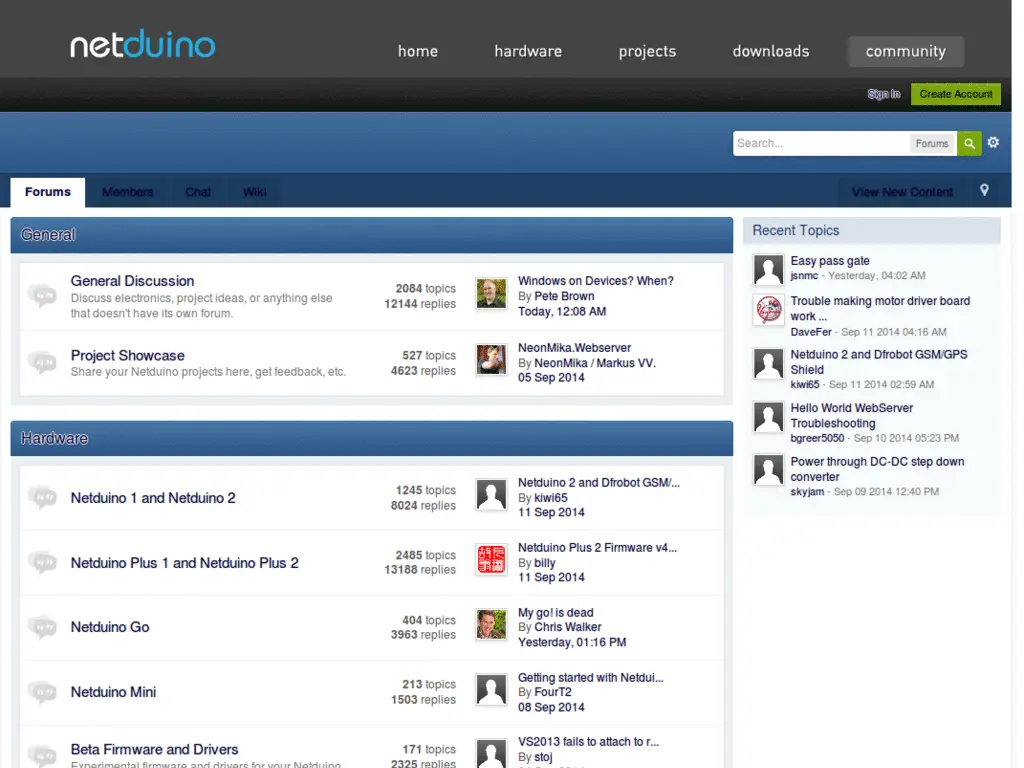 netduino
home
hardware
projects
downloads
community
Sign In
Create Account
Search...
Forums
Forums
Members
Chat
Wiki
View New Content
General
General Discussion
Discuss electronics, project ideas, or anything else
that doesn't have its own forum.
2084 topics
12144 replies
Windows on Devices? When?
By Pete Brown
Today, 12:08 AM
Project Showcase
Share your Netduino projects here, get feedback, etc.
527 topics
4623 replies
NeonMika.Webserver
By NeonMika / Markus VV.
05 Sep 2014
Hardware
Netduino 1 and Netduino 2
1245 topics
8024 replies
Netduino 2 and Dfrobot GSM/...
By kiwi65
11 Sep 2014
Netduino Plus 1 and Netduino Plus 2
2485 topics
13188 replies
Netduino Plus 2 Firmware v4...
By billy
11 Sep 2014
Netduino Go
404 topics
3963 replies
My go! is dead
By Chris Walker
Yesterday, 01:16 PM
Netduino Mini
213 topics
1503 replies
Getting started with Netdui...
By FourT2
08 Sep 2014
Beta Firmware and Drivers
Experimental firmware and drivers for your Netduino
171 topics
2325 replies
VS2013 fails to attach to r...
By stoj
Recent Topics
Easy pass gate
jsnmc - Yesterday, 04:02 AM
Trouble making motor driver board
work ...
DaveFer - Sep 11 2014 04:16 AM
Netduino 2 and Dfrobot GSM/GPS
Shield
kiwi65 - Sep 11 2014 02:59 AM
Hello World WebServer
Troubleshooting
bgreer5050 - Sep 10 2014 05:23 PM
Power through DC-DC step down
converter
skyjam - Sep 09 2014 12:40 PM